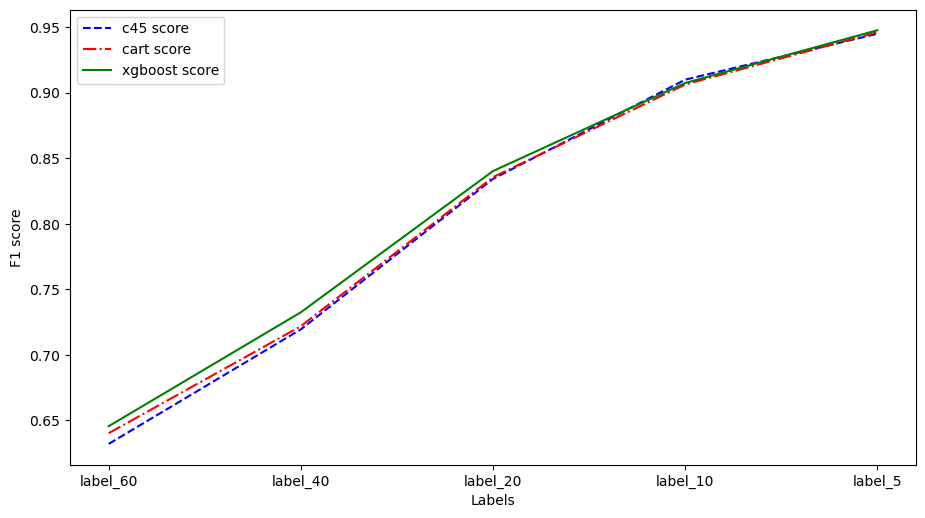 c45 score
cart score
xgboost score
0.95
0.90
0.85
0.80
0.75
0.70
0.65
F1 score
label_60 label_40 label_20 label_10 label_5
Labels